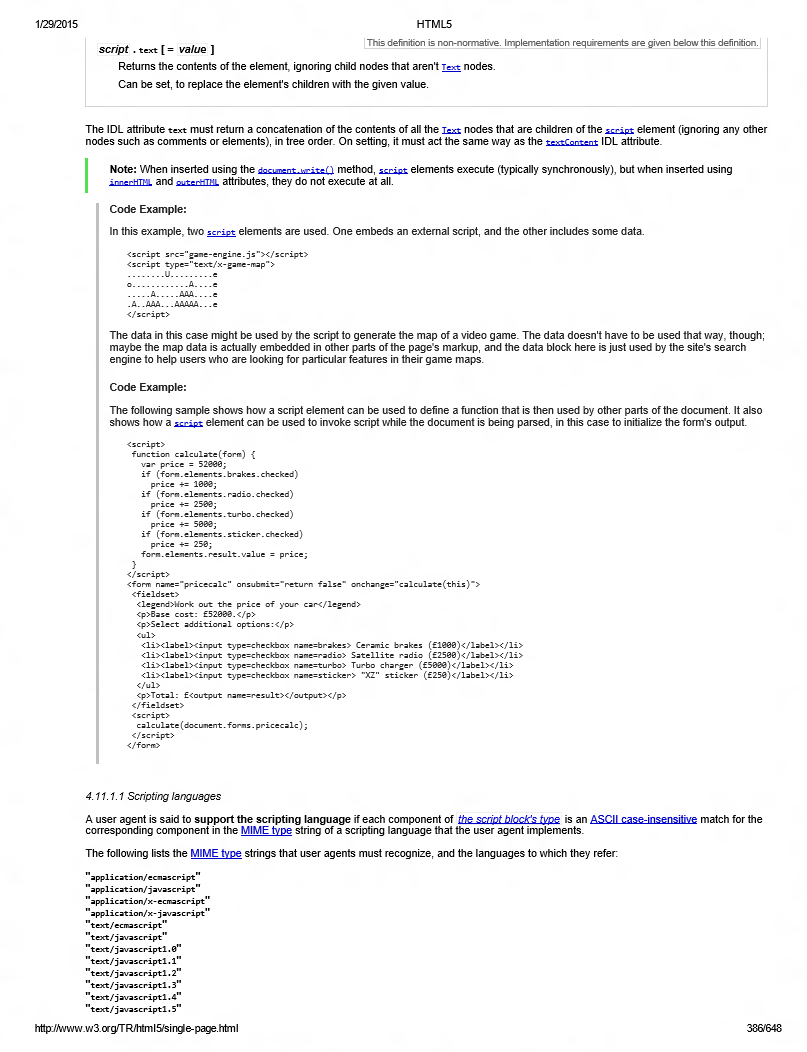 1/29/2015
HTML5
script . text [ = value ]
This definition is non-normative. Implementation requirements are given below this definition.
Returns the contents of the element, ignoring child nodes that aren't Text nodes.
Can be set, to replace the element's children with the given value.
The IDL attribute text must return a concatenation of the contents of all the Text nodes that are children of the script element (ignoring any other
nodes such as comments or elements), in tree order. On setting, it must act the same way as the textContent IDL attribute.
Note: When inserted using the document.write() method, script elements execute (typically synchronously), but when inserted using
innerHTML and outerHTML attributes, they do not execute at all.
Code Example:
In this example, two script elements are used. One embeds an external script, and the other includes some data.
<script src="game-engine.js"></script>
<script type="text/x-game-map">
........U.........e
o............A....e
.....A.....AAA....e
.A..AAA...AAAAA...e
</script>
The data in this case might be used by the script to generate the map of a video game. The data doesn't have to be used that way, though;
maybe the map data is actually embedded in other parts of the page's markup, and the data block here is just used by the site's search
engine to help users who are looking for particular features in their game maps.
Code Example:
The following sample shows how a script element can be used to define a function that is then used by other parts of the document. It also
shows how a script element can be used to invoke script while the document is being parsed, in this case to initialize the form's output.
<script>
function calculate(form) {
var price = 52000;
if (form.elements.brakes.checked)
price += 1000;
if (form.elements.radio.checked)
price += 2500;
if (form.elements.turbo.checked)
price += 5000;
if (form.elements.sticker.checked)
price += 250;
form.elements.result.value = price;
}
</script>
<form name="pricecalc" onsubmit="return false" onchange="calculate(this)">
<fieldset>
<legend>Work out the price of your car</legend>
<p>Base cost: £52000.</p>
<p>Select additional options:</p>
<ul>
<li><label><input type=checkbox name=brakes> Ceramic brakes (£1000)</label></li>
<li><label><input type=checkbox name=radio> Satellite radio (£2500)</label></li>
<li><label><input type=checkbox name=turbo> Turbo charger (£5000)</label></li>
<li><label><input type=checkbox name=sticker> "XZ" sticker (£250)</label></li>
</ul>
<p>Total: £<output name=result></output></p>
</fieldset>
<script>
calculate(document.forms.pricecalc);
</script>
</form>
4.11.1.1 Scripting languages
A user agent is said to support the scripting language if each component of the script block's type is an ASCII case-insensitive match for the
corresponding component in the MIME type string of a scripting language that the user agent implements.
The following lists the MIME type strings that user agents must recognize, and the languages to which they refer:
"application/ecmascript"
"application/javascript"
"application/x-ecmascript"
"application/x-javascript"
"text/ecmascript"
"text/javascript"
"text/javascript1.0"
"text/javascript1.1"
"text/javascript1.2"
"text/javascript1.3"
"text/javascript1.4"
"text/javascript1.5"
http://www.w3.org/TR/html5/single-page.html
386/648